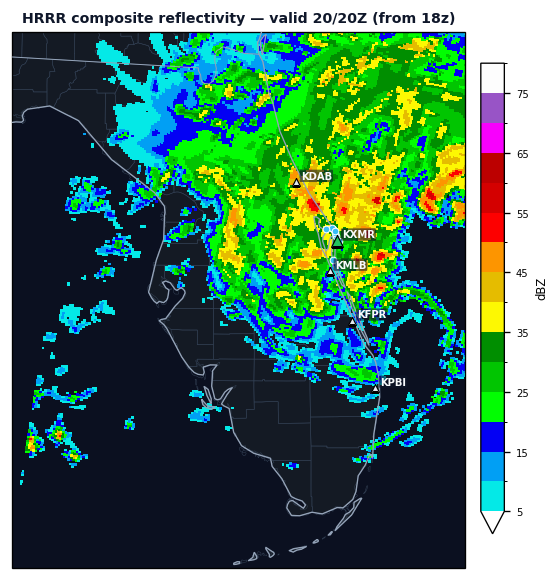 HRRR composite reflectivity — valid 20/20Z (from 18z)
KDAB
KXMR
KMLB
KFPR
KPBI
75
65
55
45
35
25
15
5
dBZ